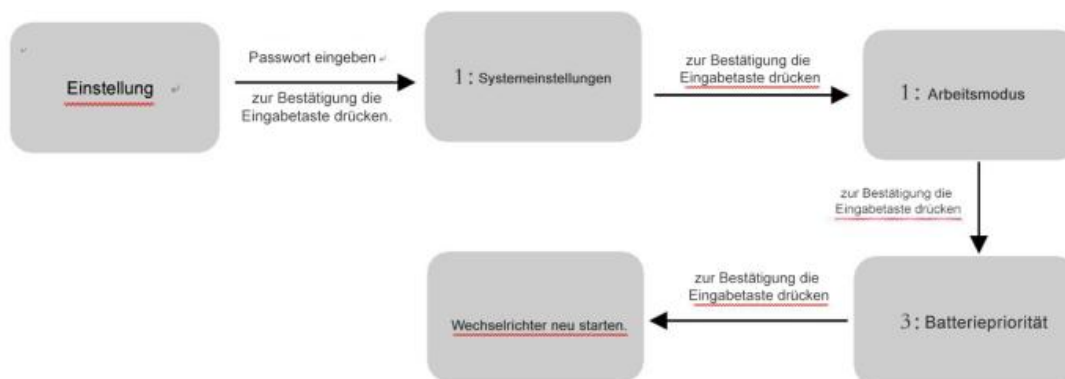 Einstellung
Passwort eingeben
zur Bestätigung die
Eingabetaste drücken.
1: Systemeinstellungen
zur Bestätigung die
Eingabetaste drücken
1: Arbeitsmodus
zur Bestätigung die
Eingabetaste drücken
3: Batteriepriorität
zur Bestätigung die
Eingabetaste drücken
Wechselrichter neu starten.